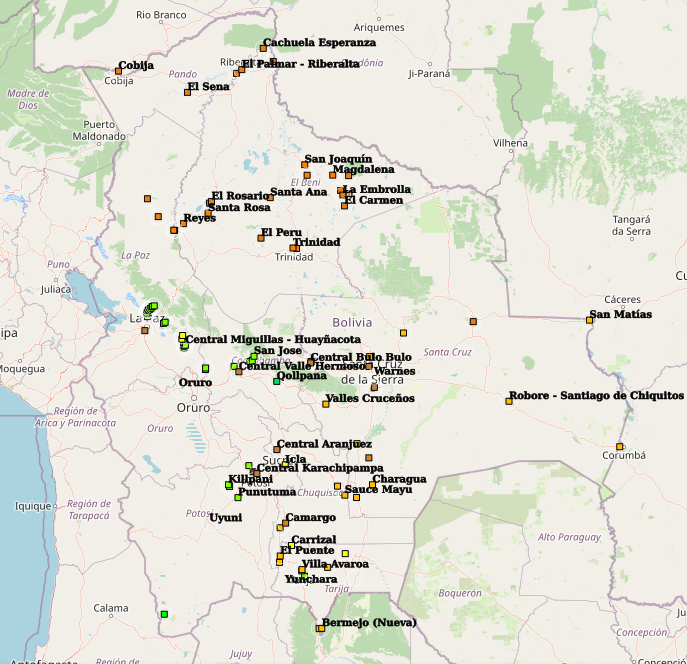 Rio Branco
Ariquemes
Cachuela Esperanza
Cobija
Cobija
El Palmar - Riberalta
Ji-Paraná
Pando
El Sena
Madre de
Dios
Puerto
Maldonado
Vilhena
San Joaquín
Magdalena
El Beni
La Embrolla
Santa Ana
El Rosario
El Carmen
Santa Rosa
Reyes
Tangará
da Serra
El Peru
Trinidad
Trinidad
La Paz
Puno
Juliaca
Cáceres
San Matías
La Paz
Bolivia
Central Miguillas - Huayñacota
San Jose
Santa Cruz
Central Bulo Bulo
Central Valle Hermoso
Warnes
Moquegua
Qollpana
de la Sierra
Oruro
Robore - Santiago de Chiquitos
Valles Cruceños
Oruro
Región de
Arica y Parinacota
Oruro
Central Aranjuez
Corumbá
Icla
Central Karachipampa
Killpani
Charagua
Potosí
Sauce Mayu
Punutuma
Chuquisaca
Iquique
Región de
Tarapacá
Potosí
Uyuni
Camargo
Carrizal
Alto Paraguay
El Puente
Villa Avaroa
Yunchara
Tarija
Boquerón
Calama
Bermejo (Nueva)
Concepción
Concepción
Jujuy
Antofagasta